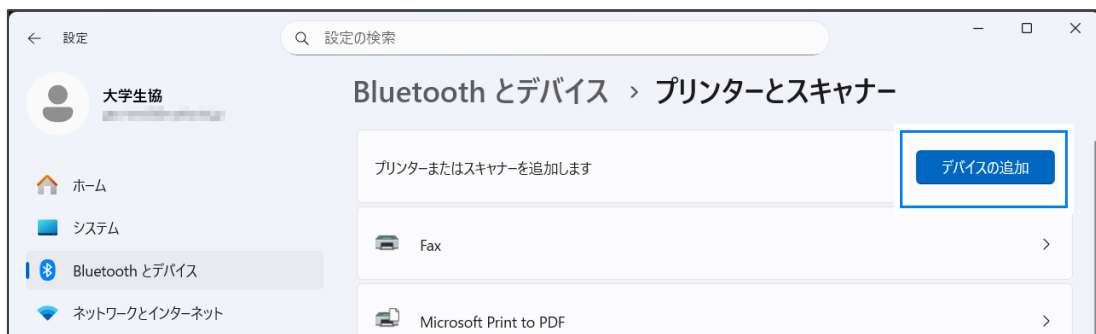 設定
設定の検索
大学生協
Bluetooth とデバイス › プリンターとスキャナー
プリンターまたはスキャナーを追加します
デバイスの追加
ホーム
システム
Bluetooth とデバイス
ネットワークとインターネット
Fax
Microsoft Print to PDF